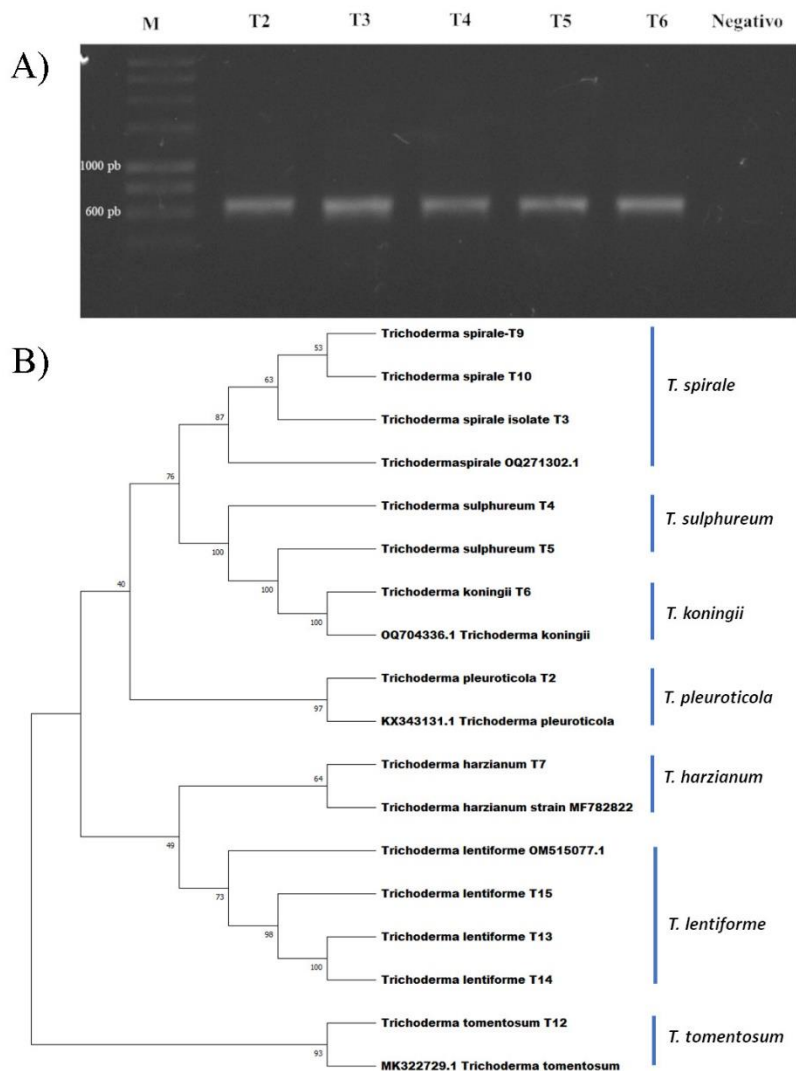 M T2 T3 T4 T5 T6 Negativo
A)
1000 pb
600 pb
B)
Trichoderma spirale-T9
53
Trichoderma spirale T10
63
T. spirale
Trichoderma spirale isolate T3
87
Trichodermaspirale OQ271302.1
76
Trichoderma sulphureum T4
T. sulphureum
100
Trichoderma sulphureum T5
100
40
Trichoderma koningii T6
T. koningii
100
OQ704336.1 Trichoderma koningii
Trichoderma pleuroticola T2
T. pleuroticola
97
KX343131.1 Trichoderma pleuroticola
Trichoderma harzianum T7
T. harzianum
64
Trichoderma harzianum strain MF782822
49
Trichoderma lentiforme OM515077.1
73
Trichoderma lentiforme T15
T. lentiforme
98
Trichoderma lentiforme T13
100
Trichoderma lentiforme T14
Trichoderma tomentosum T12
T. tomentosum
93
MK322729.1 Trichoderma tomentosum